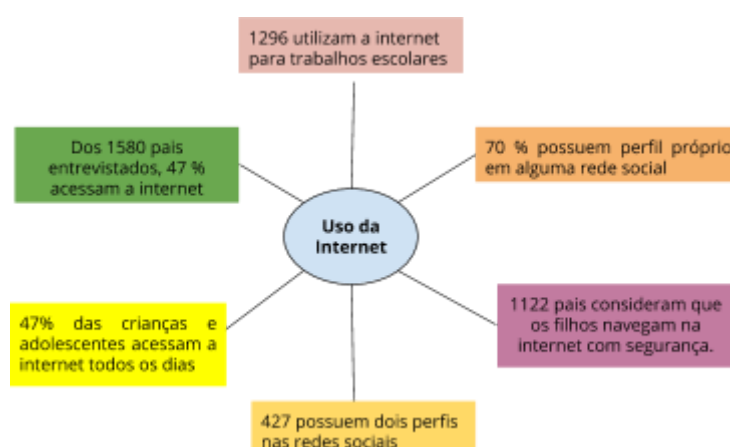 1296 utilizam a internet
para trabalhos escolares
Dos 1580 pais
entrevistados, 47 %
acessam a internet
70 % possuem perfil próprio
em alguma rede social
Uso da
Internet
47% das crianças e
adolescentes acessam a
internet todos os dias
1122 pais consideram que
os filhos navegam na
internet com segurança.
427 possuem dois perfis
nas redes sociais